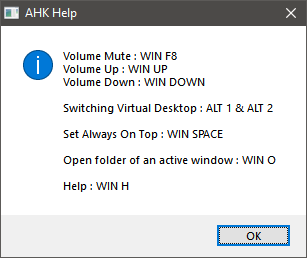 AHK Help
Volume Mute : WIN F8
Volume Up : WIN UP
Volume Down : WIN DOWN
Switching Virtual Desktop : ALT 1 & ALT 2
Set Always On Top : WIN SPACE
Open folder of an active window : WIN O
Help : WIN H
OK